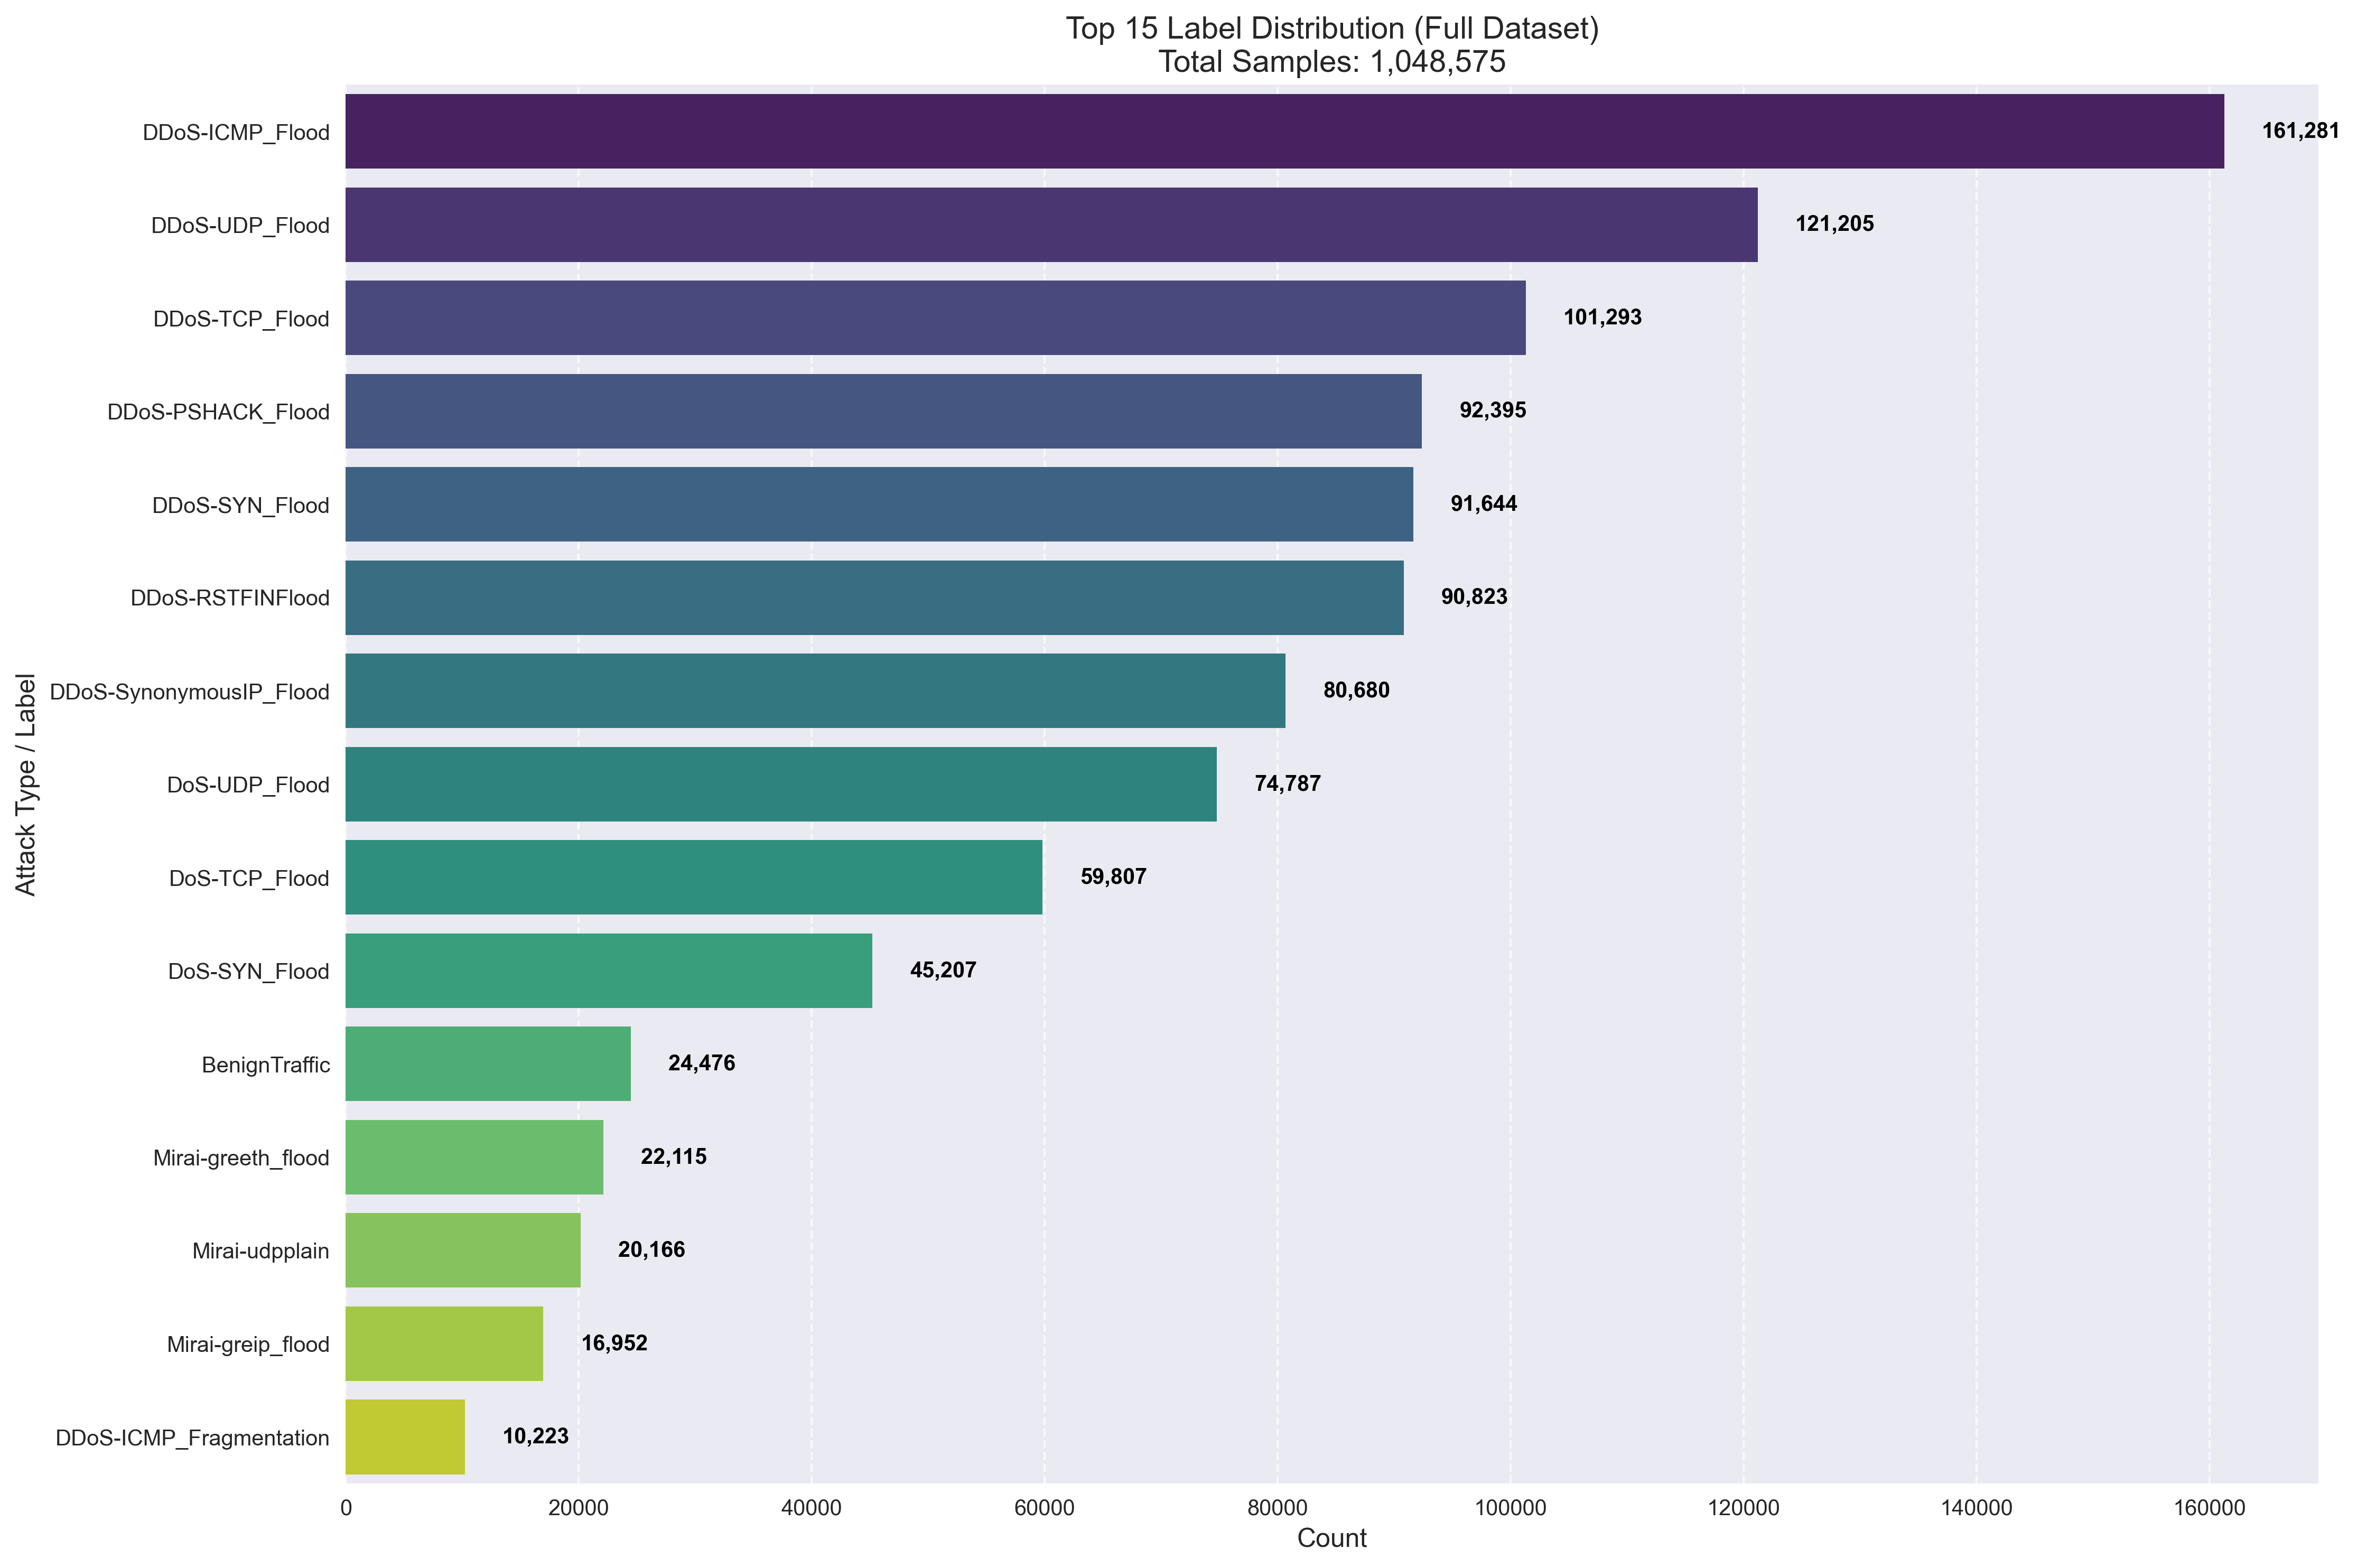 Top 15 Label Distribution (Full Dataset)
Total Samples: 1,048,575
DDoS-ICMP_Flood 161,281
DDoS-UDP_Flood 121,205
DDoS-TCP_Flood 101,293
DDoS-PSHACK_Flood 92,395
DDoS-SYN_Flood 91,644
DDoS-RSTFINFlood 90,823
DDoS-SynonymousIP_Flood 80,680
DoS-UDP_Flood 74,787
DoS-TCP_Flood 59,807
DoS-SYN_Flood 45,207
BenignTraffic 24,476
Mirai-greeth_flood 22,115
Mirai-udpplain 20,166
Mirai-greip_flood 16,952
DDoS-ICMP_Fragmentation 10,223
Attack Type / Label
0 20000 40000 60000 80000 100000 120000 140000 160000
Count